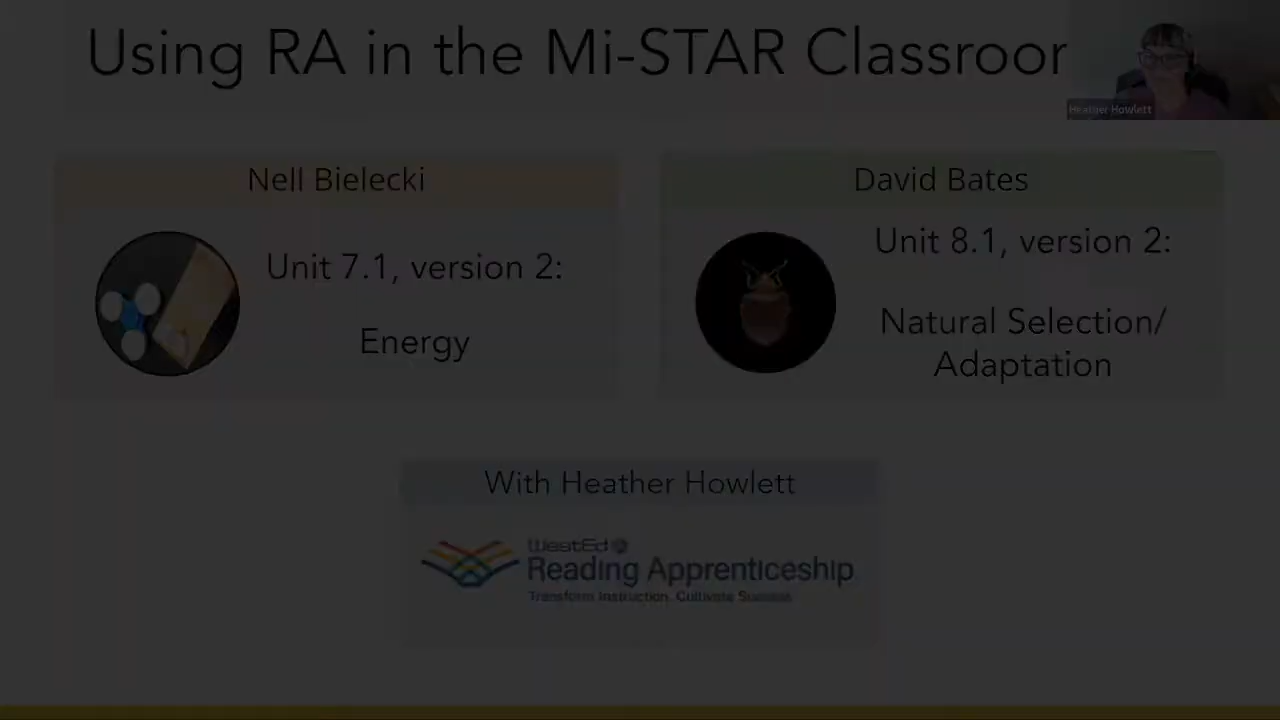 Using RA in the Mi-STAR Classroom
Heather Howlett
Nell Bielecki
Unit 7.1, version 2:
Energy
David Bates
Unit 8.1, version 2:
Natural Selection/
Adaptation
With Heather Howlett
WestEd
Reading Apprenticeship
Transform Instruction. Cultivate Success.